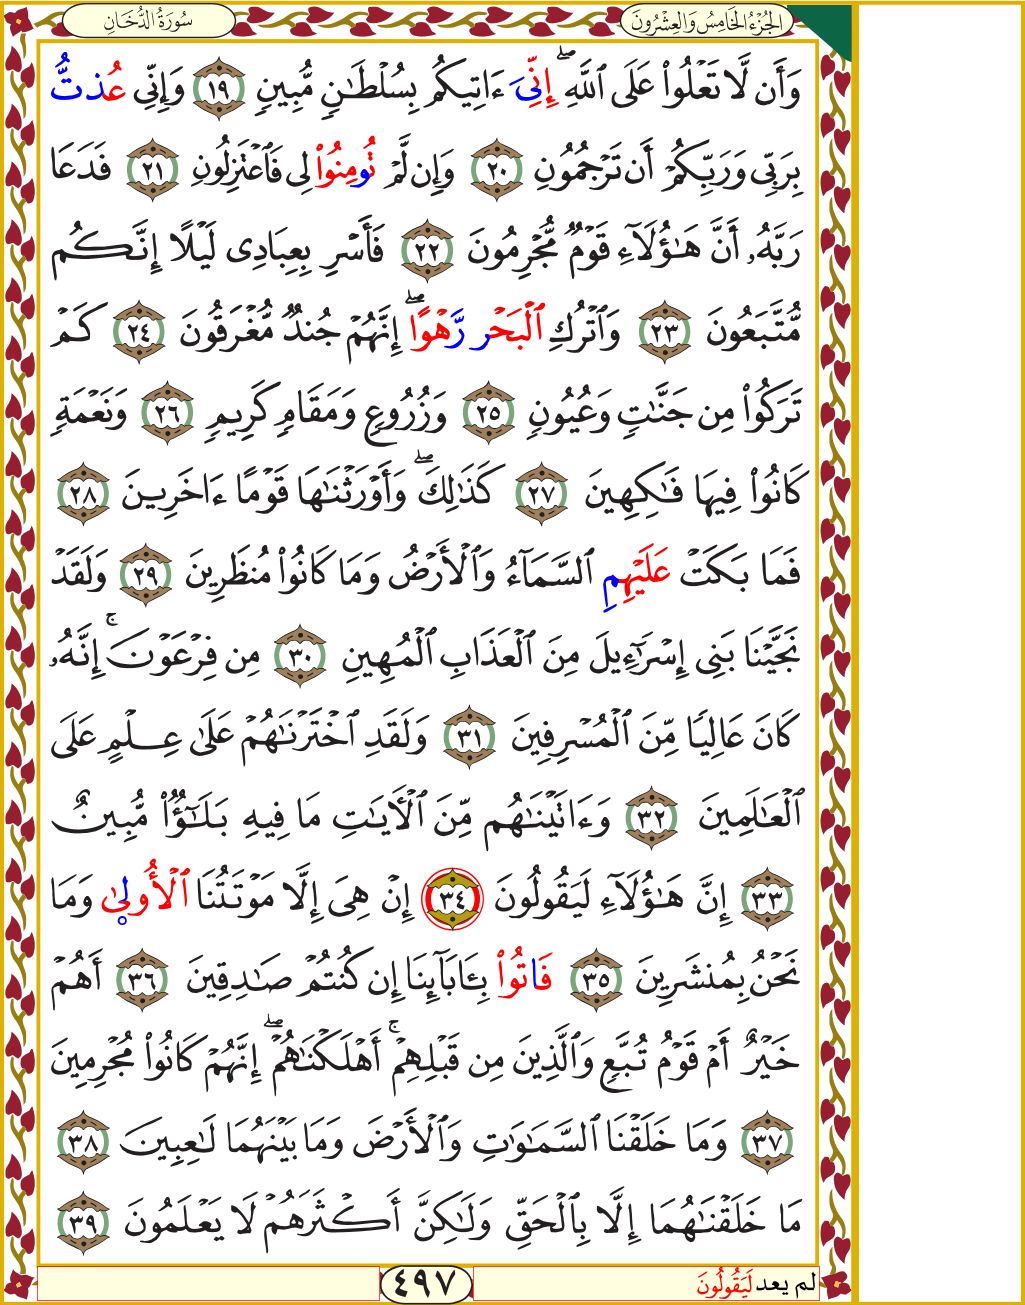 الجُزْءُ الخَامِسُ وَالعِشْرُونَ
سُورَةُ الدُّخَانِ
وَأَن لَّا تَعْلُوا۟ عَلَى ٱللَّهِ ۖ إِنِّىَ ءَاتِيكُم بِسُلْطَـٰنٍ مُّبِينٍ ١٩ وَإِنِّى عُذتُّ
بِرَبِّى وَرَبِّكُمْ أَن تَرْجُمُونِ ٢٠ وَإِن لَّمْ تُومِنُوا۟ لِى فَٱعْتَزِلُونِ ٢١ فَدَعَا
رَبَّهُۥ أَنَّ هَـٰٓؤُلَآءِ قَوْمٌ مُّجْرِمُونَ ٢٢ فَأَسْرِ بِعِبَادِى لَيْلًا إِنَّكُم
مُّتَّبَعُونَ ٢٣ وَٱتْرُكِ ٱلْبَحْر رَّهْوًا ۖ إِنَّهُمْ جُندٌ مُّغْرَقُونَ ٢٤ كَمْ
تَرَكُوا۟ مِن جَنَّـٰتٍ وَعُيُونٍ ٢٥ وَزُرُوعٍ وَمَقَامٍ كَرِيمٍ ٢٦ وَنَعْمَةٍ
كَانُوا۟ فِيهَا فَـٰكِهِينَ ٢٧ كَذَٰلِكَ ۖ وَأَوْرَثْنَـٰهَا قَوْمًا ءَاخَرِينَ ٢٨
فَمَا بَكَتْ عَلَيْهِمِ ٱلسَّمَآءُ وَٱلْأَرْضُ وَمَا كَانُوا۟ مُنظَرِينَ ٢٩ وَلَقَدْ
نَجَّيْنَا بَنِىٓ إِسْرَٰٓءِيلَ مِنَ ٱلْعَذَابِ ٱلْمُهِينِ ٣٠ مِن فِرْعَوْنَ ۚ إِنَّهُۥ
كَانَ عَالِيًا مِّنَ ٱلْمُسْرِفِينَ ٣١ وَلَقَدِ ٱخْتَرْنَـٰهُمْ عَلَىٰ عِلْمٍ عَلَى
ٱلْعَـٰلَمِينَ ٣٢ وَءَاتَيْنَـٰهُم مِّنَ ٱلْـَٔايَـٰتِ مَا فِيهِ بَلَـٰٓؤٌا۟ مُّبِينٌ
٣٣ إِنَّ هَـٰٓؤُلَآءِ لَيَقُولُونَ ٣٤ إِنْ هِىَ إِلَّا مَوْتَتُنَا ٱلْأُولَىٰ وَمَا
نَحْنُ بِمُنشَرِينَ ٣٥ فَاتُوا۟ بِـَٔابَآئِنَآ إِن كُنتُمْ صَـٰدِقِينَ ٣٦ أَهُمْ
خَيْرٌ أَمْ قَوْمُ تُبَّعٍ وَٱلَّذِينَ مِن قَبْلِهِمْ ۚ أَهْلَكْنَـٰهُمْ ۖ إِنَّهُمْ كَانُوا۟ مُجْرِمِينَ
٣٧ وَمَا خَلَقْنَا ٱلسَّمَـٰوَٰتِ وَٱلْأَرْضَ وَمَا بَيْنَهُمَا لَـٰعِبِينَ ٣٨
مَا خَلَقْنَـٰهُمَآ إِلَّا بِٱلْحَقِّ وَلَـٰكِنَّ أَكْثَرَهُمْ لَا يَعْلَمُونَ ٣٩
لم يعد لَيَقُولُونَ
٤٩٧